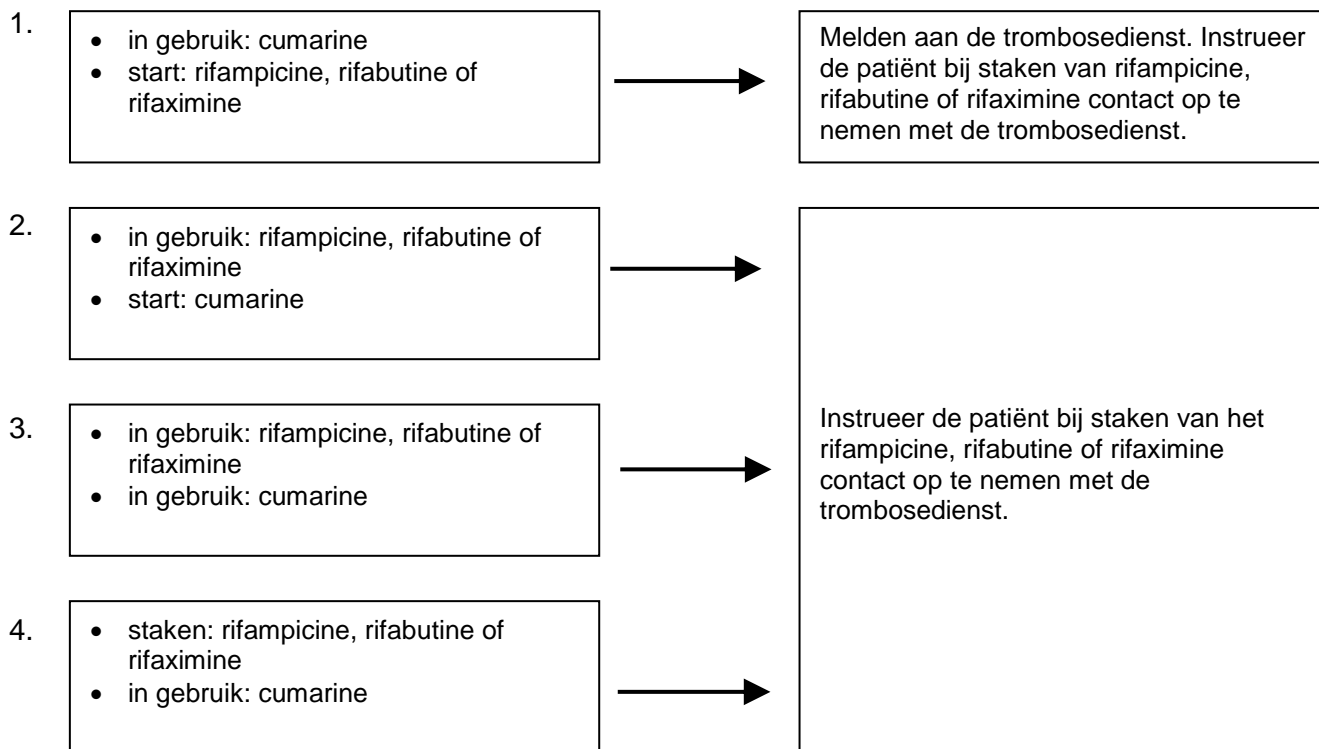 1.
• in gebruik: cumarine
• start: rifampicine, rifabutine of
rifaximine
Melden aan de trombosedienst. Instrueer
de patiënt bij staken van rifampicine,
rifabutine of rifaximine contact op te
nemen met de trombosedienst.
2.
• in gebruik: rifampicine, rifabutine of
rifaximine
• start: cumarine
3.
• in gebruik: rifampicine, rifabutine of
rifaximine
• in gebruik: cumarine
Instrueer de patiënt bij staken van het
rifampicine, rifabutine of rifaximine
contact op te nemen met de
trombosedienst.
4.
• staken: rifampicine, rifabutine of
rifaximine
• in gebruik: cumarine